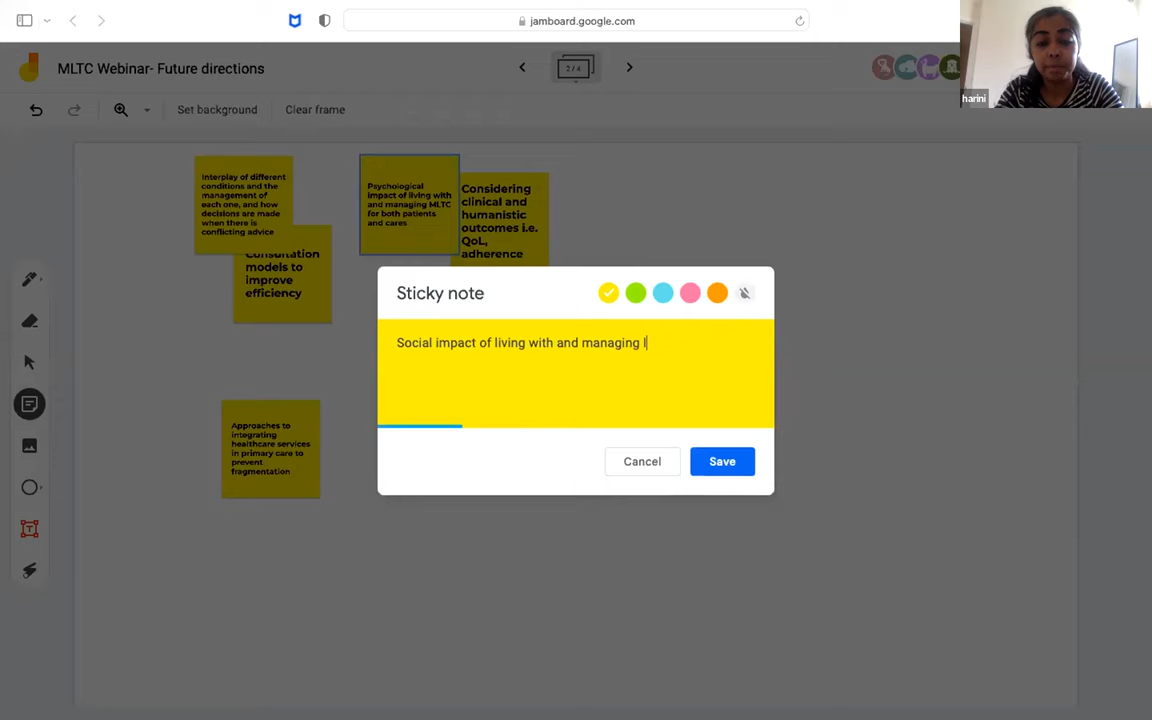 jamboard.google.com
MLTC Webinar- Future directions
2/4
Set background
Clear frame
harini
Interplay of different
conditions and the
management of
each one, and how
decisions are made
when there is
conflicting advice
Consultation
models to
improve
efficiency
Psychological
impact of living with
and managing MLTC
for both patients
and cares
Considering
clinical and
humanistic
outcomes i.e.
QoL,
adherence
Sticky note
Social impact of living with and managing
Cancel
Save
Approaches to
integrating
healthcare services
in primary care to
prevent
fragmentation